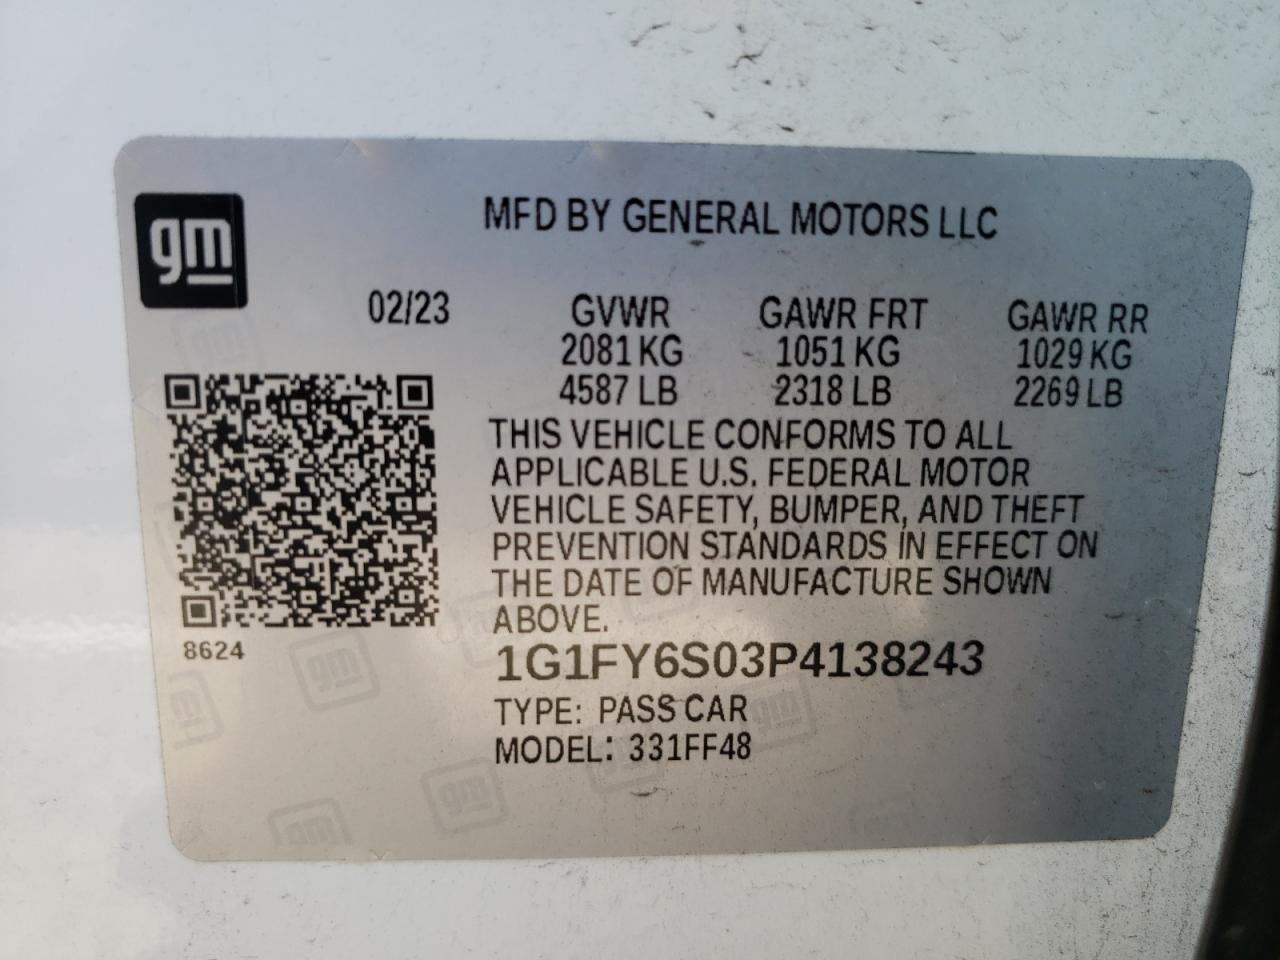 gm
MFD BY GENERAL MOTORS LLC
02/23
GVWR GAWR FRT GAWR RR
2081 KG 1051 KG 1029 KG
4587 LB 2318 LB 2269 LB
THIS VEHICLE CONFORMS TO ALL
APPLICABLE U.S. FEDERAL MOTOR
VEHICLE SAFETY, BUMPER, AND THEFT
PREVENTION STANDARDS IN EFFECT ON
THE DATE OF MANUFACTURE SHOWN
ABOVE.
8624
1G1FY6S03P4138243
TYPE: PASS CAR
MODEL: 331FF48